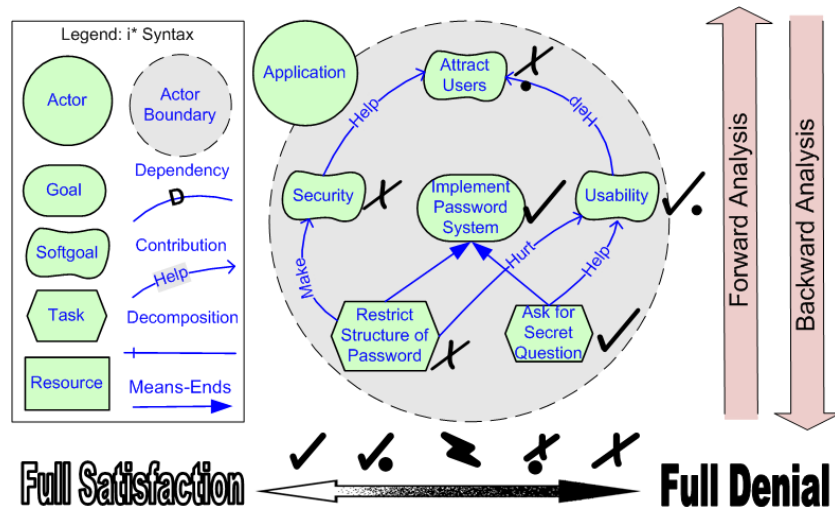 Legend: i* Syntax
Actor
Actor
Boundary
Dependency
D
Goal
Contribution
Softgoal
Help
Task
Decomposition
Resource
Means-Ends
Application
Attract
Users
Help
Help
Security
Implement
Password
System
Usability
Make
Hurt
Help
Restrict
Structure of
Password
Ask for
Secret
Question
Forward Analysis
Backward Analysis
Full Satisfaction
Full Denial